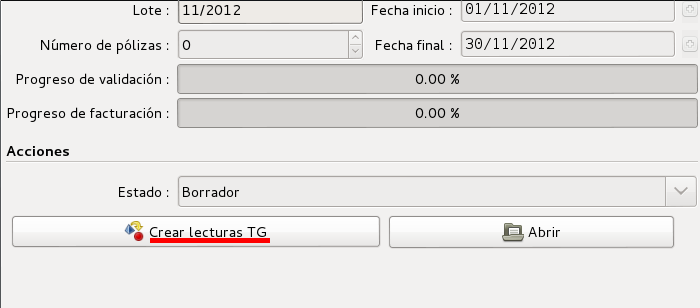 Lote : 11/2012 Fecha inicio : 01/11/2012
Número de pólizas : 0 Fecha final : 30/11/2012
Progreso de validación : 0.00 %
Progreso de facturación : 0.00 %
Acciones
Estado : Borrador
Crear lecturas TG Abrir